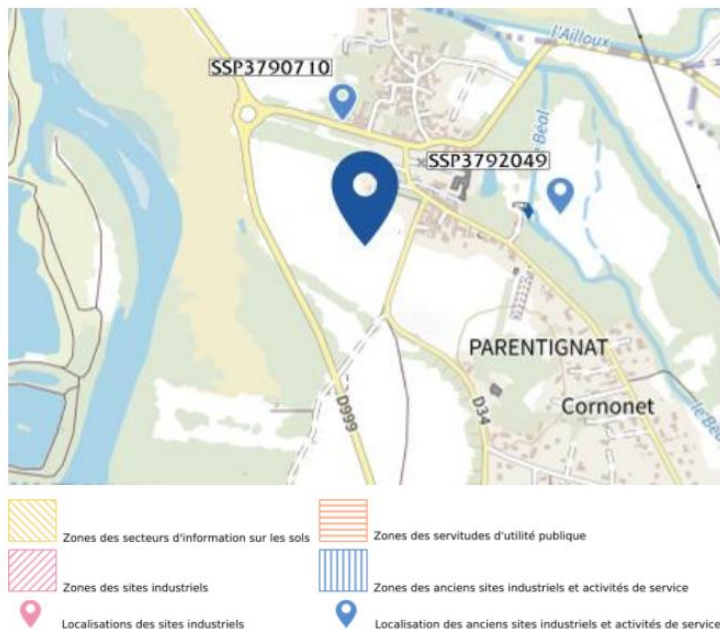 l'Ailloux
SSP3790710
le Béal
SSP3792049
PARENTIGNAT
Cornonet
D999
D34
le Béal
Zones des secteurs d'information sur les sols
Zones des servitudes d'utilité publique
Zones des sites industriels
Zones des anciens sites industriels et activités de service
Localisations des sites industriels
Localisation des anciens sites industriels et activités de service